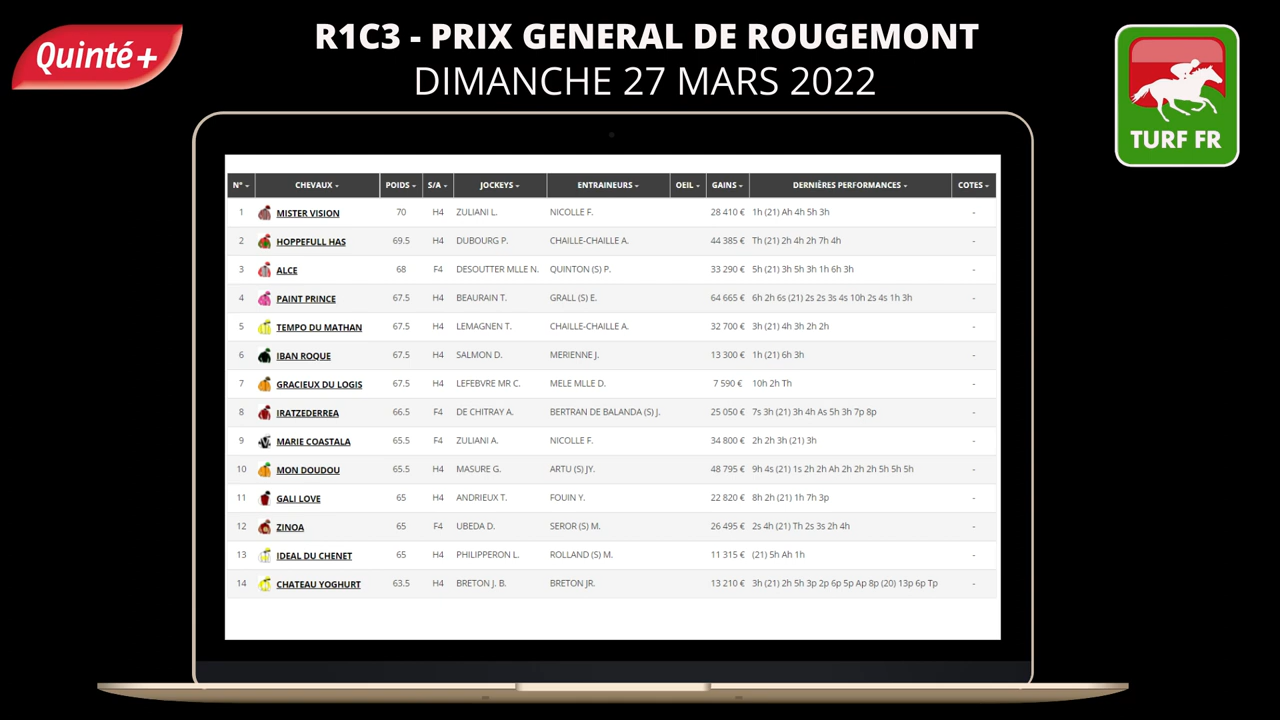 Quinté+
R1C3 - PRIX GENERAL DE ROUGEMONT
DIMANCHE 27 MARS 2022
TURF FR
N° CHEVAUX POIDS S/A JOCKEYS ENTRAINEURS OEIL GAINS DERNIÈRES PERFORMANCES COTES
1 MISTER VISION 70 H4 ZULIANI L. NICOLLE F. 28 410 € 1h (21) Ah 4h 5h 3h -
2 HOPPEFULL HAS 69.5 H4 DUBOURG P. CHAILLE-CHAILLE A. 44 385 € Th (21) 2h 4h 2h 7h 4h -
3 ALCE 68 F4 DESOUTTER MLLE N. QUINTON (S) P. 33 290 € 5h (21) 3h 5h 3h 1h 6h 3h -
4 PAINT PRINCE 67.5 H4 BEAURAIN T. GRALL (S) E. 64 665 € 6h 2h 6s (21) 2s 2s 3s 4s 10h 2s 4s 1h 3h -
5 TEMPO DU MATHAN 67.5 H4 LEMAGNEN T. CHAILLE-CHAILLE A. 32 700 € 3h (21) 4h 3h 2h 2h -
6 IBAN ROQUE 67.5 H4 SALMON D. MERIENNE J. 13 300 € 1h (21) 6h 3h -
7 GRACIEUX DU LOGIS 67.5 H4 LEFEBVRE MR C. MELE MLLE D. 7 590 € 10h 2h Th -
8 IRATZEDERREA 66.5 F4 DE CHITRAY A. BERTRAN DE BALANDA (S) J. 25 050 € 7s 3h (21) 3h 4h As 5h 3h 7p 8p -
9 MARIE COASTALA 65.5 F4 ZULIANI A. NICOLLE F. 34 800 € 2h 2h 3h (21) 3h -
10 MON DOUDOU 65.5 H4 MASURE G. ARTU (S) JY. 48 795 € 9h 4s (21) 1s 2h 2h Ah 2h 2h 2h 5h 5h 5h -
11 GALI LOVE 65 H4 ANDRIEUX T. FOUIN Y. 22 820 € 8h 2h (21) 1h 7h 3p -
12 ZINOA 65 F4 UBEDA D. SEROR (S) M. 26 495 € 2s 4h (21) Th 2s 3s 2h 4h -
13 IDEAL DU CHENET 65 H4 PHILIPPERON L. ROLLAND (S) M. 11 315 € (21) 5h Ah 1h -
14 CHATEAU YOGHURT 63.5 H4 BRETON J. B. BRETON JR. 13 210 € 3h (21) 2h 5h 3p 2p 6p 5p Ap 8p (20) 13p 6p Tp -